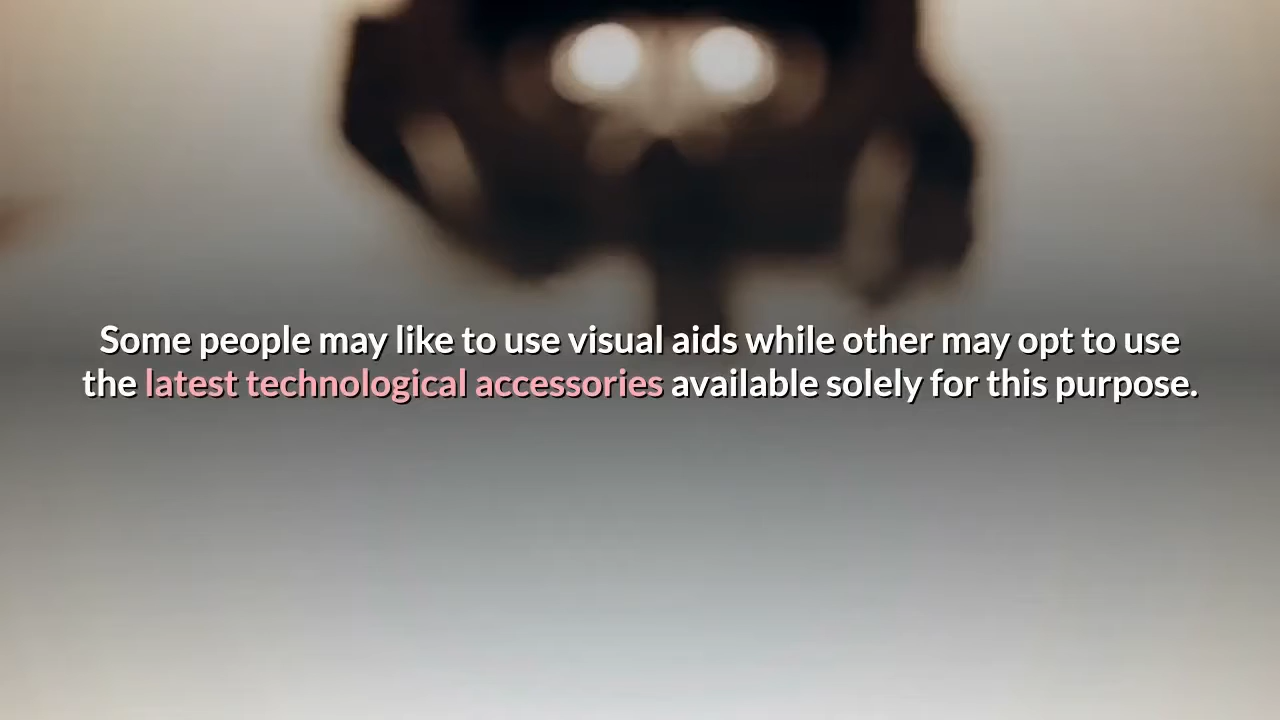 Some people may like to use visual aids while other may opt to use
the latest technological accessories available solely for this purpose.